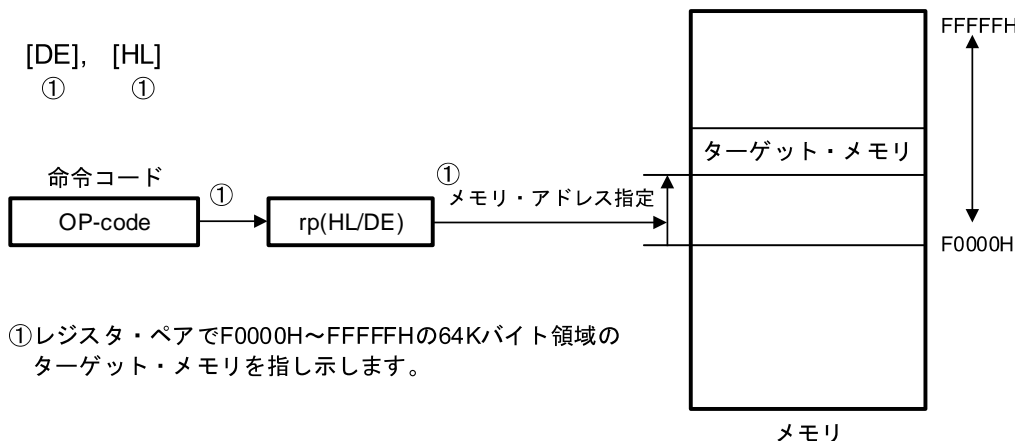 [DE], [HL]
① ①
命令コード
OP-code
①
rp(HL/DE)
①
メモリ・アドレス指定
ターゲット・メモリ
FFFFFH
F0000H
①レジスタ・ペアでF0000H～FFFFFHの64Kバイト領域の
ターゲット・メモリを指し示します。
メモリ